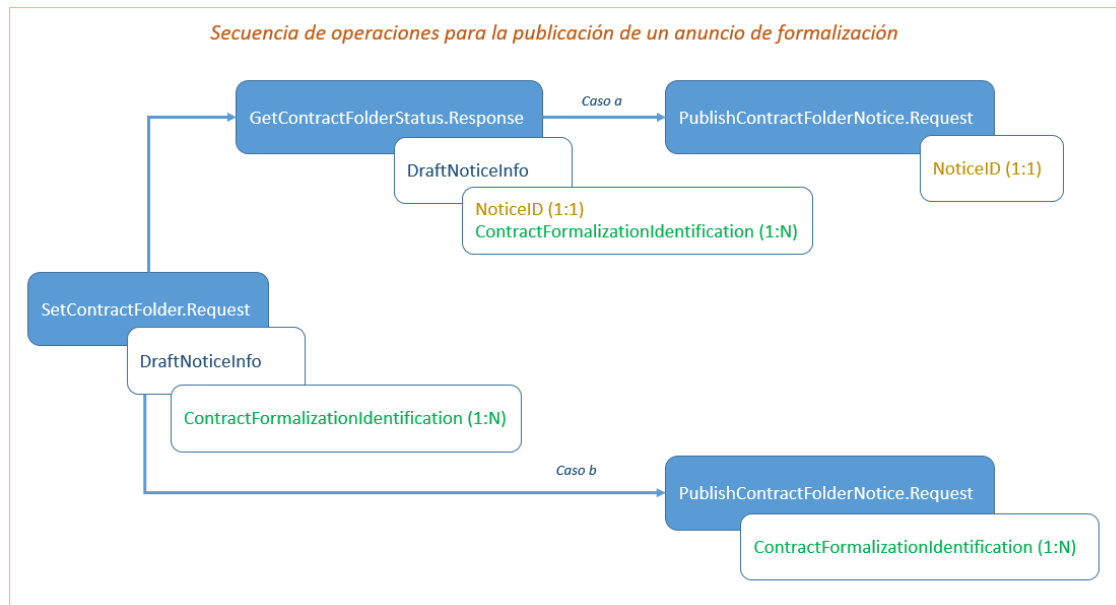 Secuencia de operaciones para la publicación de un anuncio de formalización
GetContractFolderStatus.Response
Caso a
PublishContractFolderNotice.Request
DraftNoticeInfo
NoticeID (1:1)
NoticeID (1:1)
ContractFormalizationIdentification (1:N)
SetContractFolder.Request
DraftNoticeInfo
ContractFormalizationIdentification (1:N)
Caso b
PublishContractFolderNotice.Request
ContractFormalizationIdentification (1:N)